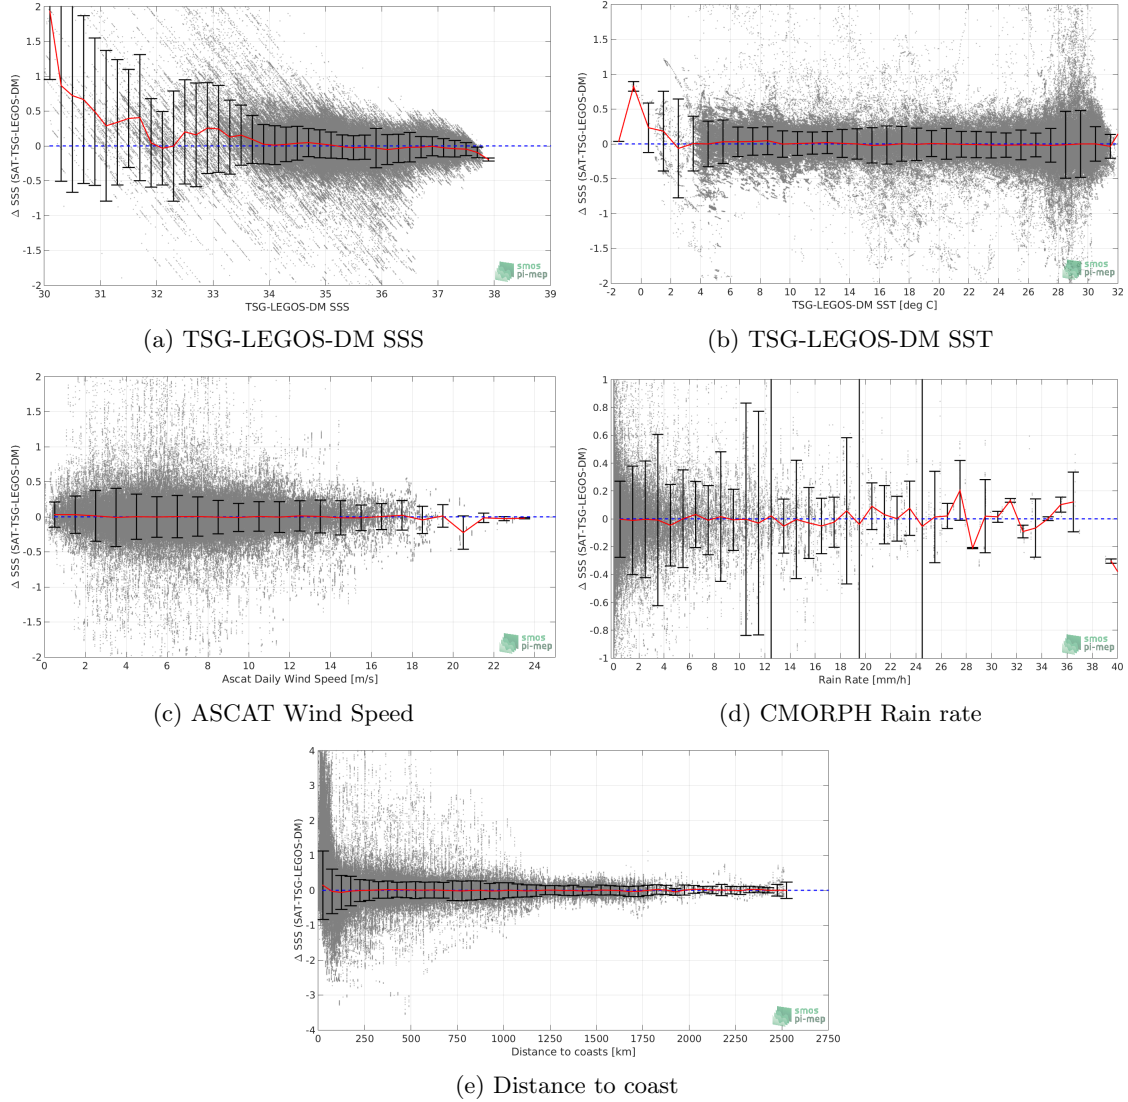 2
1.5
1
0.5
0
-0.5
-1
-1.5
-2
Δ SSS (SAT-TSG-LEGOS-DM)
30 31 32 33 34 35 36 37 38 39
TSG-LEGOS-DM SSS
smos
pi-mep
(a) TSG-LEGOS-DM SSS
2
1.5
1
0.5
0
-0.5
-1
-1.5
-2
Δ SSS (SAT-TSG-LEGOS-DM)
-2 0 2 4 6 8 10 12 14 16 18 20 22 24 26 28 30 32
TSG-LEGOS-DM SST [deg C]
smos
pi-mep
(b) TSG-LEGOS-DM SST
2
1.5
1
0.5
0
-0.5
-1
-1.5
-2
Δ SSS (SAT-TSG-LEGOS-DM)
0 2 4 6 8 10 12 14 16 18 20 22 24
Ascat Daily Wind Speed [m/s]
smos
pi-mep
(c) ASCAT Wind Speed
1
0.8
0.6
0.4
0.2
0
-0.2
-0.4
-0.6
-0.8
-1
Δ SSS (SAT-TSG-LEGOS-DM)
0 2 4 6 8 10 12 14 16 18 20 22 24 26 28 30 32 34 36 38 40
Rain Rate [mm/h]
smos
pi-mep
(d) CMORPH Rain rate
4
3
2
1
0
-1
-2
-3
-4
Δ SSS (SAT-TSG-LEGOS-DM)
0 250 500 750 1000 1250 1500 1750 2000 2250 2500 2750
Distance to coasts [km]
smos
pi-mep
(e) Distance to coast